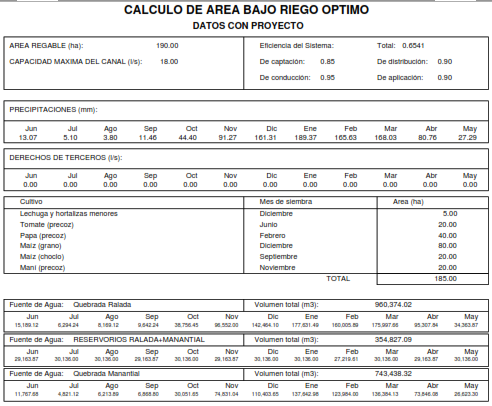 CALCULO DE AREA BAJO RIEGO OPTIMO
DATOS CON PROYECTO
AREA REGABLE (ha): 190.00 Eficiencia del Sistema: Total: 0.6541
CAPACIDAD MAXIMA DEL CANAL (l/s): 18.00 De captación: 0.85 De distribución: 0.90
De conducción: 0.95 De aplicación: 0.90
PRECIPITACIONES (mm):
Jun Jul Ago Sep Oct Nov Dic Ene Feb Mar Abr May
13.07 5.10 3.80 11.46 44.40 91.27 161.31 189.37 165.63 168.03 80.76 27.29
DERECHOS DE TERCEROS (l/s):
Jun Jul Ago Sep Oct Nov Dic Ene Feb Mar Abr May
0.00 0.00 0.00 0.00 0.00 0.00 0.00 0.00 0.00 0.00 0.00 0.00
Cultivo Mes de siembra Area (ha)
Lechuga y hortalizas menores Diciembre 5.00
Tomate (precoz) Junio 20.00
Papa (precoz) Febrero 40.00
Maíz (grano) Diciembre 80.00
Maíz (choclo) Septiembre 20.00
Maní (precoz) Noviembre 20.00
TOTAL 185.00
Fuente de Agua: Quebrada Ralada Volumen total (m3): 960,374.02
Jun Jul Ago Sep Oct Nov Dic Ene Feb Mar Abr May
15,189.12 6,294.24 8,169.12 9,642.24 38,756.45 96,552.00 142,464.10 177,631.49 160,005.89 175,997.66 95,307.84 34,363.87
Fuente de Agua: RESERVORIOS RALADA+MANANTIAL Volumen total (m3): 354,827.09
Jun Jul Ago Sep Oct Nov Dic Ene Feb Mar Abr May
29,163.87 30,136.00 30,136.00 29,163.87 30,136.00 29,163.87 30,136.00 30,136.00 27,219.61 30,136.00 29,163.87 30,136.00
Fuente de Agua: Quebrada Manantial Volumen total (m3): 743,438.32
Jun Jul Ago Sep Oct Nov Dic Ene Feb Mar Abr May
11,787.68 4,821.12 6,213.89 6,868.80 30,051.65 74,831.04 110,403.65 137,642.98 123,984.00 136,384.13 73,846.08 26,623.30